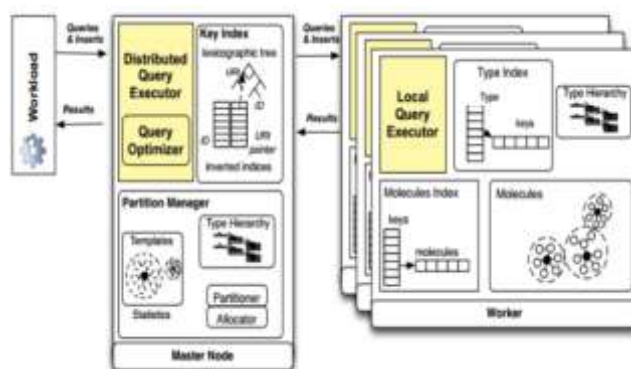 Workload
Queries
& Inserts
Results
Distributed
Query
Executor
Query
Optimizer
Key Index
lexicographic tree
URI
ID
ID
URI
pointer
inverted indices
Partition Manager
Type Hierarchy
Templates
Statistics
Partitioner
Allocator
Master Node
Queries
& Inserts
Results
Local
Query
Executor
Type Index
Type
keys
Type Hierarchy
Molecules Index
keys
molecules
Molecules
Worker